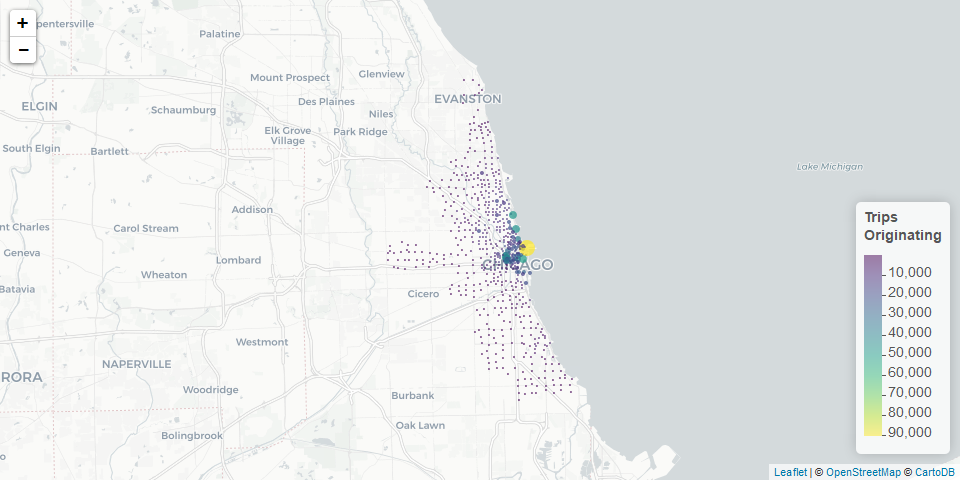 +
−
pentersville
Palatine
Mount Prospect
Glenview
ELGIN
Schaumburg
Des Plaines
EVANSTON
Niles
Elk Grove
Village
Park Ridge
South Elgin
Bartlett
Lake Michigan
Addison
nt Charles
Carol Stream
Geneva
Lombard
Wheaton
CHICAGO
Batavia
Cicero
Westmont
NAPERVILLE
RORA
Woodridge
Burbank
Oak Lawn
Bolingbrook
o
Trips
Originating
10,000
20,000
30,000
40,000
50,000
60,000
70,000
80,000
90,000
Leaflet | © OpenStreetMap © CartoDB